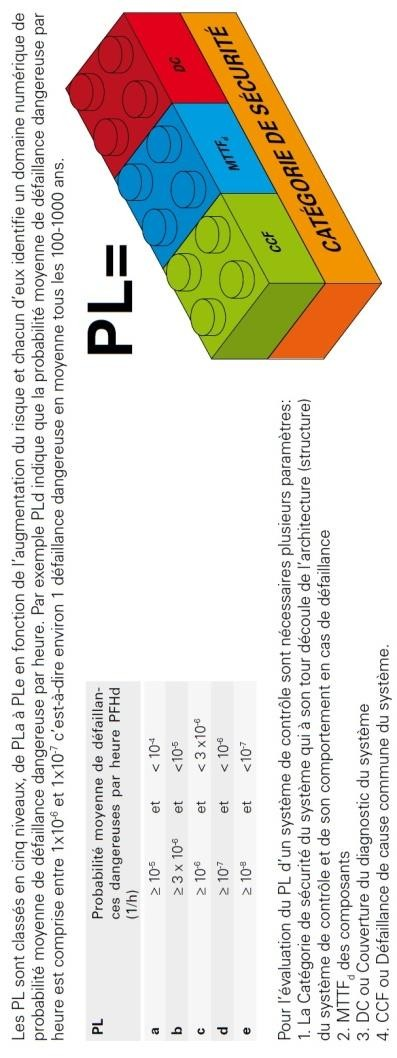 Les PL sont classés en cinq niveaux, de PLa à PLe en fonction de l'augmentation du risque et chacun d'eux identifie un domaine numérique de
probabilité moyenne de défaillance dangereuse par heure. Par exemple PLd indique que la probabilité moyenne de défaillance dangereuse par
heure est comprise entre 1x10⁻⁶ et 1x10⁻⁷ c'est-à-dire environ 1 défaillance dangereuse en moyenne tous les 100-1000 ans.
PL Probabilité moyenne de défaillan-
ces dangereuses par heure PFHd
(1/h)
a ≥ 10⁻⁵ et < 10⁻⁴
b ≥ 3 x 10⁻⁶ et <10⁻⁵
c ≥ 10⁻⁶ et < 3 x10⁻⁶
d ≥ 10⁻⁷ et < 10⁻⁶
e ≥ 10⁻⁸ et <10⁻⁷
PL=
CCF
MTTFd
DC
CATÉGORIE DE SÉCURITÉ
Pour l'évaluation du PL d'un système de contrôle sont nécessaires plusieurs paramètres:
1. La Catégorie de sécurité du système qui à son tour découle de l'architecture (structure)
du système de contrôle et de son comportement en cas de défaillance
2. MTTFd des composants
3. DC ou Couverture du diagnostic du système
4. CCF ou Défaillance de cause commune du système.